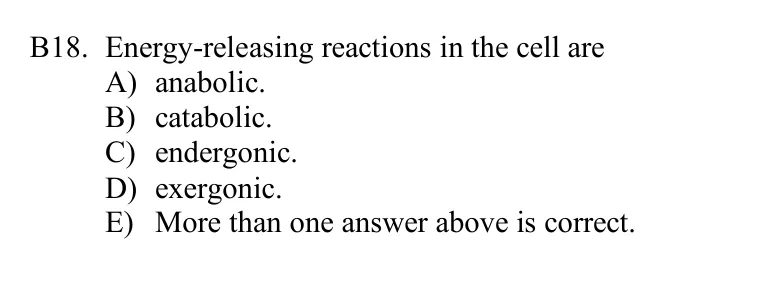 B18. Energy-releasing reactions in the cell are
A) anabolic.
B) catabolic.
C) endergonic.
D) exergonic.
E) More than one answer above is correct.